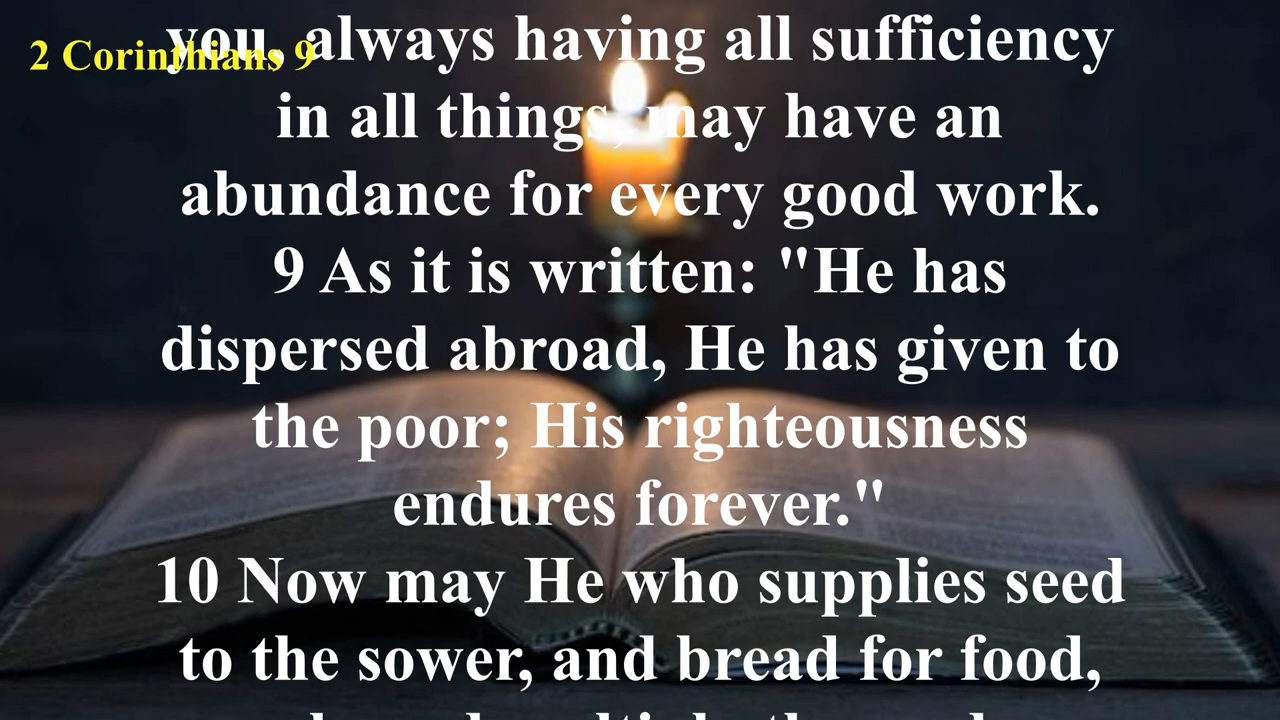 2 Corinthians 9
you, always having all sufficiency
in all things, may have an
abundance for every good work.
9 As it is written: "He has
dispersed abroad, He has given to
the poor; His righteousness
endures forever."
10 Now may He who supplies seed
to the sower, and bread for food,